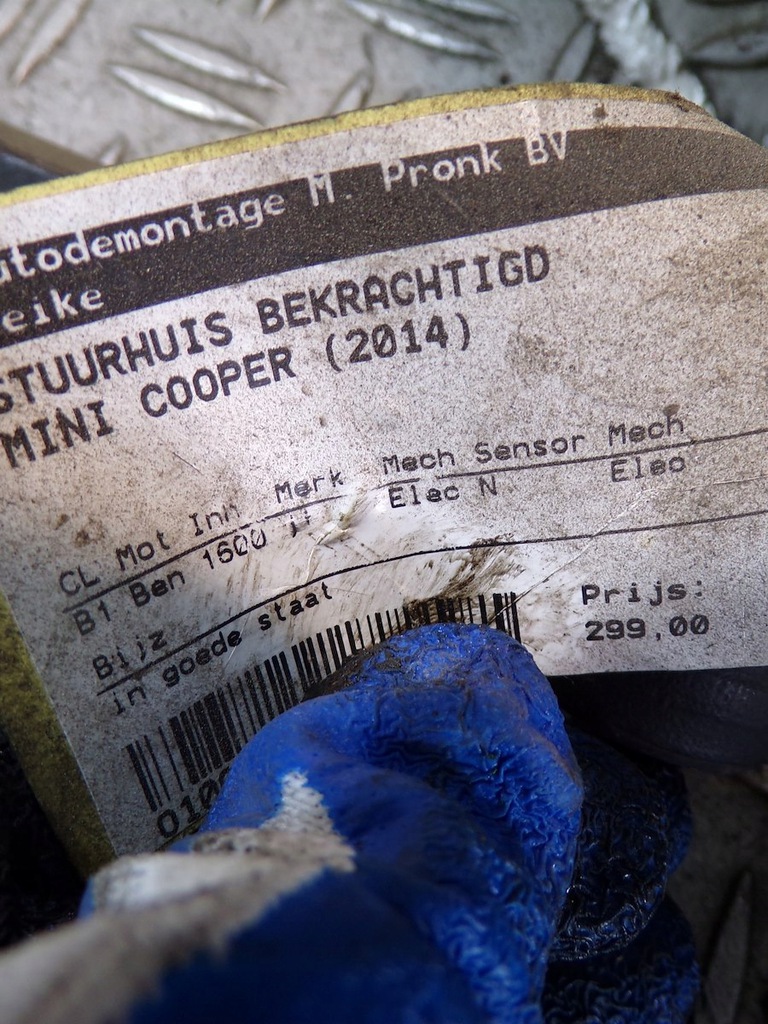 utodemontage M. Pronk BV
eike
STUURHUIS BEKRACHTIGD
MINI COOPER (2014)
CL Mot Inh Merk Mech Sensor Mech
B1 Ben 1600 Elec N Elec
Bijz
in goede staat
Prijs:
299,00
010